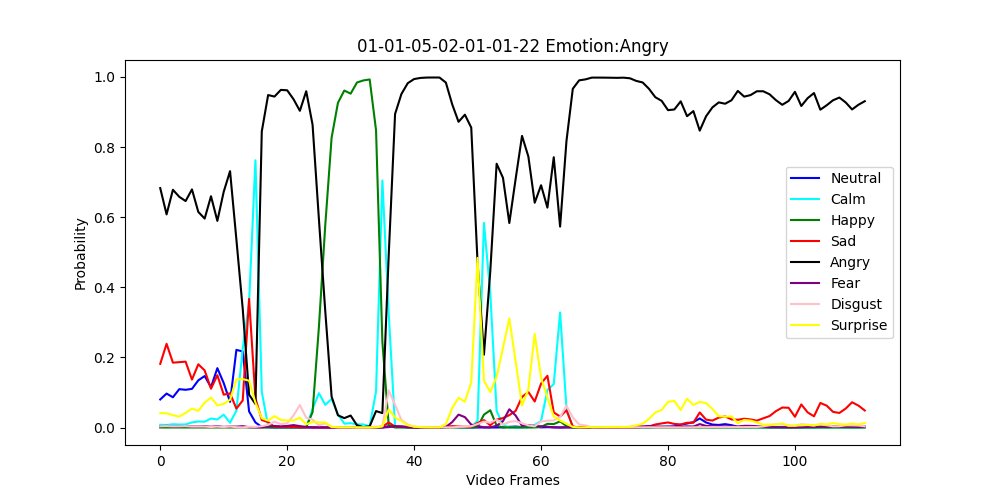 01-01-05-02-01-01-22 Emotion:Angry
Probability
1.0
0.8
0.6
0.4
0.2
0.0
0
20
40
60
80
100
Video Frames
Neutral
Calm
Happy
Sad
Angry
Fear
Disgust
Surprise